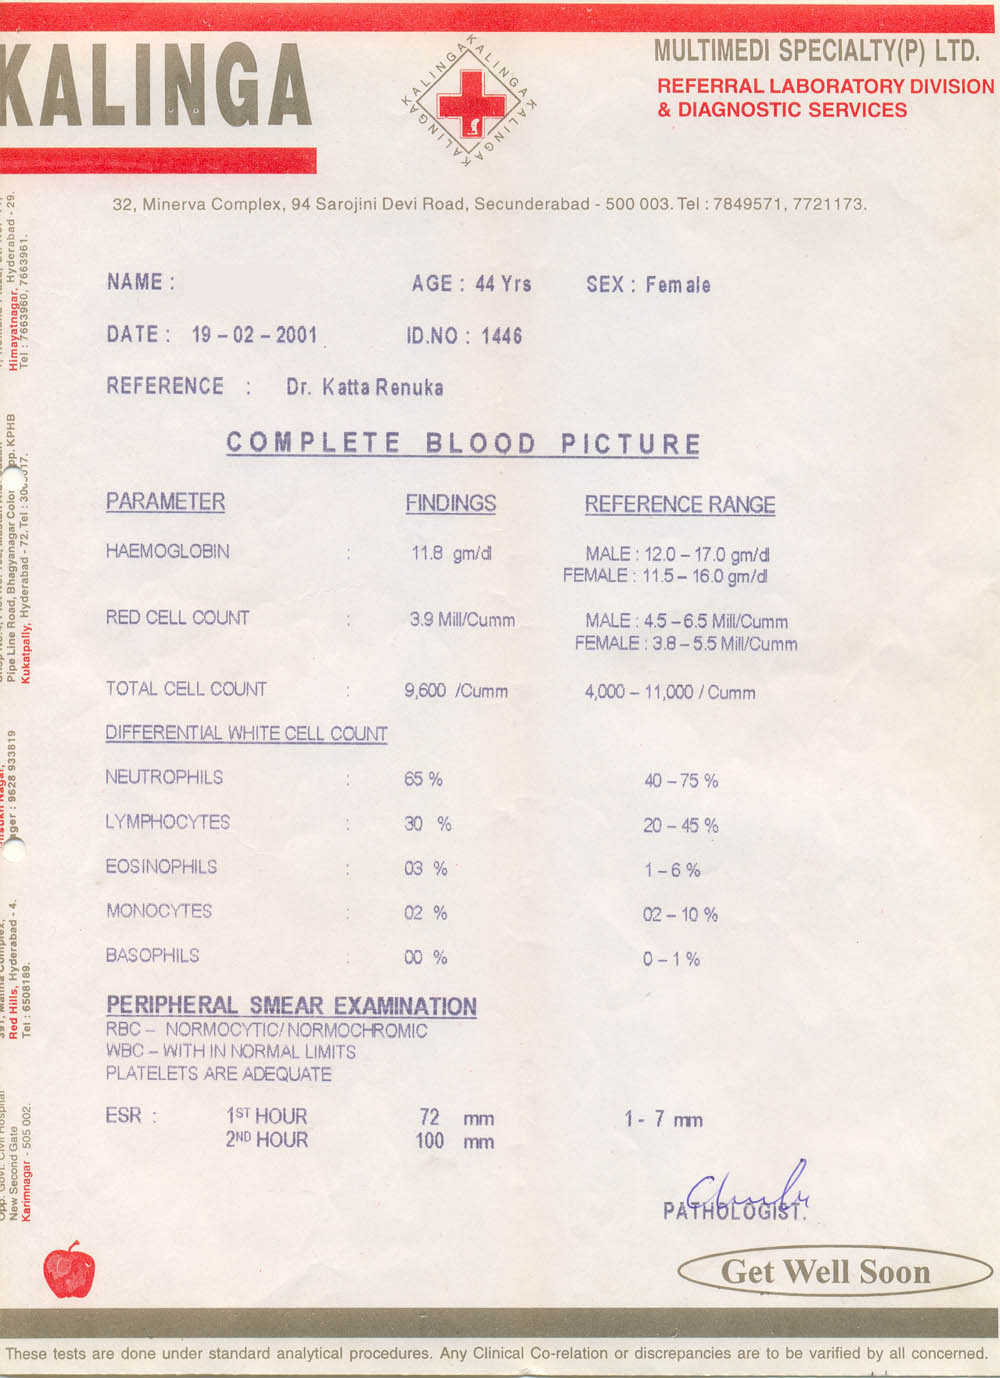 KALINGA
KALINGA KALINGA KALINGA KALINGA
MULTIMEDI SPECIALTY(P) LTD.
REFERRAL LABORATORY DIVISION
& DIAGNOSTIC SERVICES
32, Minerva Complex, 94 Sarojini Devi Road, Secunderabad - 500 003. Tel : 7849571, 7721173.
Himayatnagar, Hyderabad - 29.
Tel : 7663960, 7663961.
Pipe Line Road, Bhagyanagar Colony, Opp. KPHB
Kukatpally, Hyderabad - 72. Tel :
: 9628 933819
Red Hills, Hyderabad - 4.
Tel : 6508189.
Opp. Govt. Civil Hospital
New Second Gate
Karimnagar - 505 002.
NAME : AGE : 44 Yrs SEX : Female
DATE : 19 - 02 - 2001 ID.NO : 1446
REFERENCE : Dr. Katta Renuka
COMPLETE BLOOD PICTURE
PARAMETER FINDINGS REFERENCE RANGE
HAEMOGLOBIN : 11.8 gm/dl MALE : 12.0 – 17.0 gm/dl
FEMALE : 11.5 – 16.0 gm/dl
RED CELL COUNT : 3.9 Mill/Cumm MALE : 4.5 – 6.5 Mill/Cumm
FEMALE : 3.8 – 5.5 Mill/Cumm
TOTAL CELL COUNT : 9,600 /Cumm 4,000 – 11,000 / Cumm
DIFFERENTIAL WHITE CELL COUNT
NEUTROPHILS : 65 % 40 – 75 %
LYMPHOCYTES : 30 % 20 – 45 %
EOSINOPHILS : 03 % 1 – 6 %
MONOCYTES : 02 % 02 – 10 %
BASOPHILS : 00 % 0 – 1 %
PERIPHERAL SMEAR EXAMINATION
RBC – NORMOCYTIC/ NORMOCHROMIC
WBC – WITH IN NORMAL LIMITS
PLATELETS ARE ADEQUATE
ESR : 1ST HOUR 72 mm 1 - 7 mm
2ND HOUR 100 mm
PATHOLOGIST.
Get Well Soon
These tests are done under standard analytical procedures. Any Clinical Co-relation or discrepancies are to be varified by all concerned.